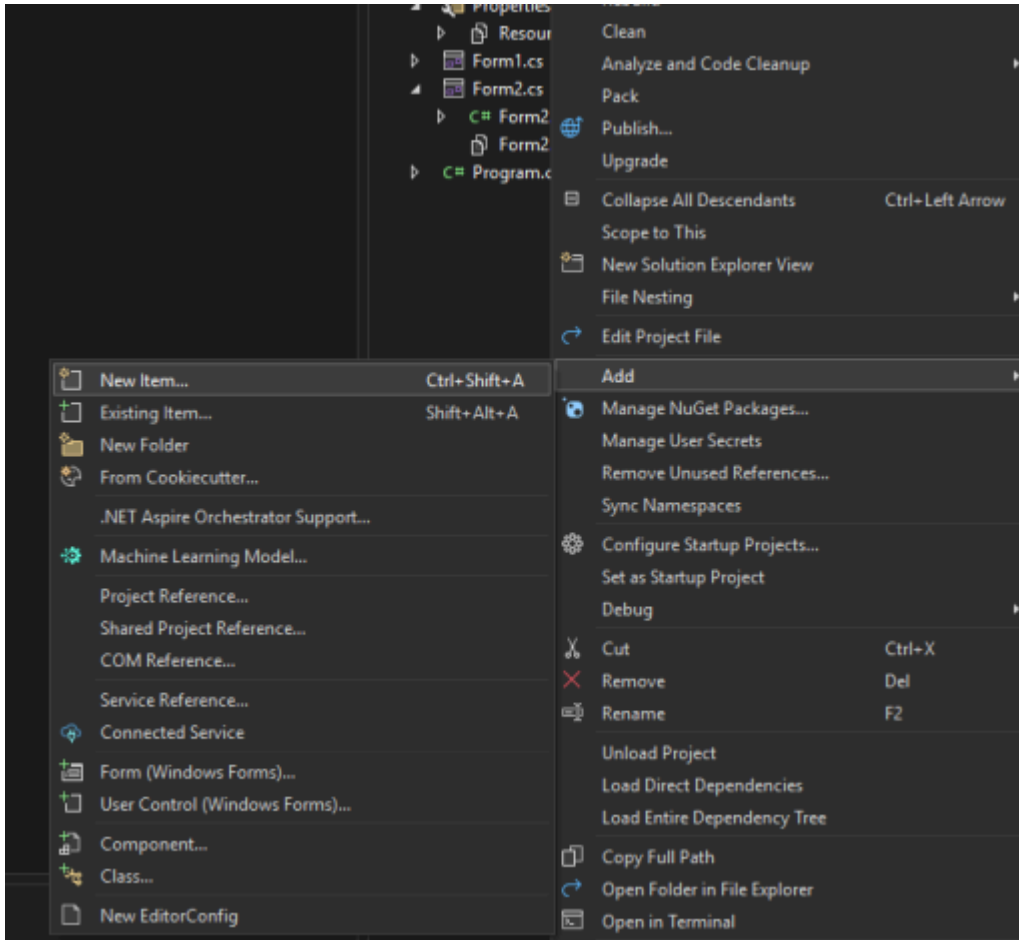 Properties
Resour
Form1.cs
Form2.cs
C# Form2
Form2
C# Program.c
Rebuild
Clean
Analyze and Code Cleanup
Pack
Publish...
Upgrade
Collapse All Descendants Ctrl+Left Arrow
Scope to This
New Solution Explorer View
File Nesting
Edit Project File
Add
Manage NuGet Packages...
Manage User Secrets
Remove Unused References...
Sync Namespaces
Configure Startup Projects...
Set as Startup Project
Debug
Cut Ctrl+X
Remove Del
Rename F2
Unload Project
Load Direct Dependencies
Load Entire Dependency Tree
Copy Full Path
Open Folder in File Explorer
Open in Terminal
New Item... Ctrl+Shift+A
Existing Item... Shift+Alt+A
New Folder
From Cookiecutter...
.NET Aspire Orchestrator Support...
Machine Learning Model...
Project Reference...
Shared Project Reference...
COM Reference...
Service Reference...
Connected Service
Form (Windows Forms)...
User Control (Windows Forms)...
Component...
Class...
New EditorConfig